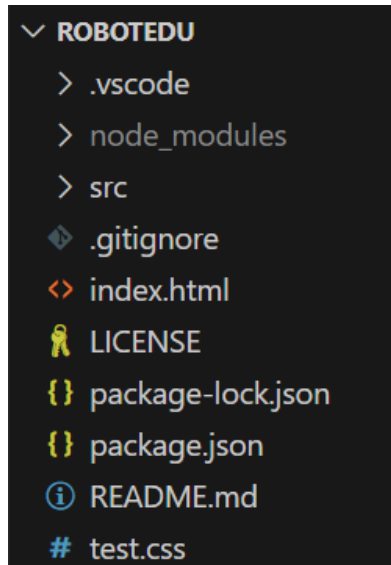 ROBOTEDU
.vscode
node_modules
src
.gitignore
index.html
LICENSE
package-lock.json
package.json
README.md
test.css